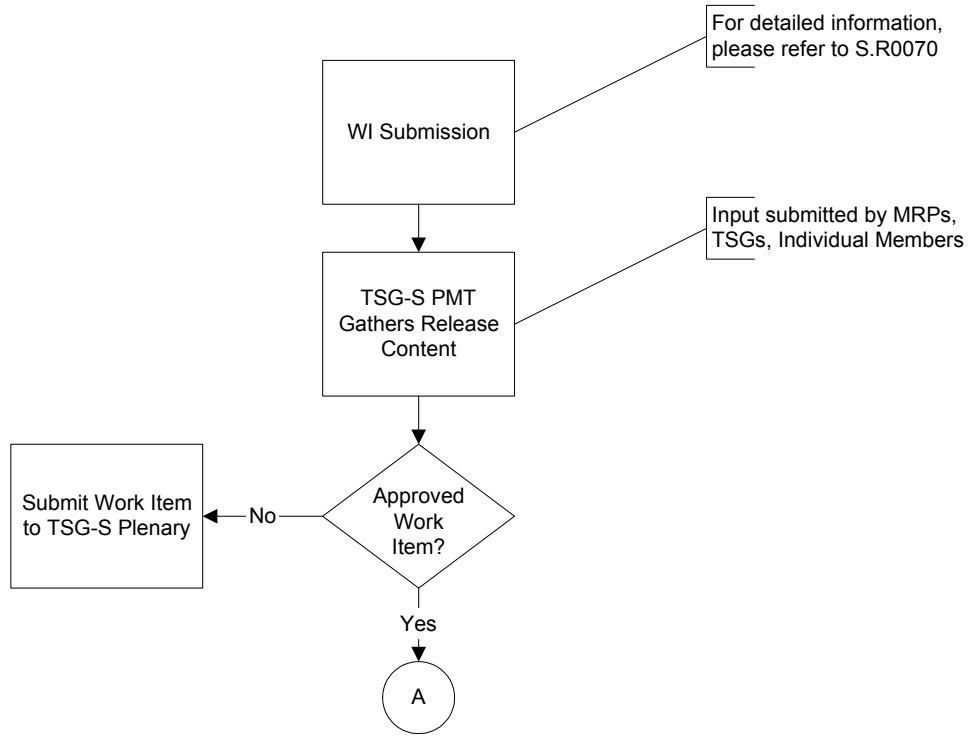 For detailed information,
please refer to S.R0070
WI Submission
Input submitted by MRPs,
TSGs, Individual Members
TSG-S PMT
Gathers Release
Content
Approved
Work
Item?
No
Submit Work Item
to TSG-S Plenary
Yes
A